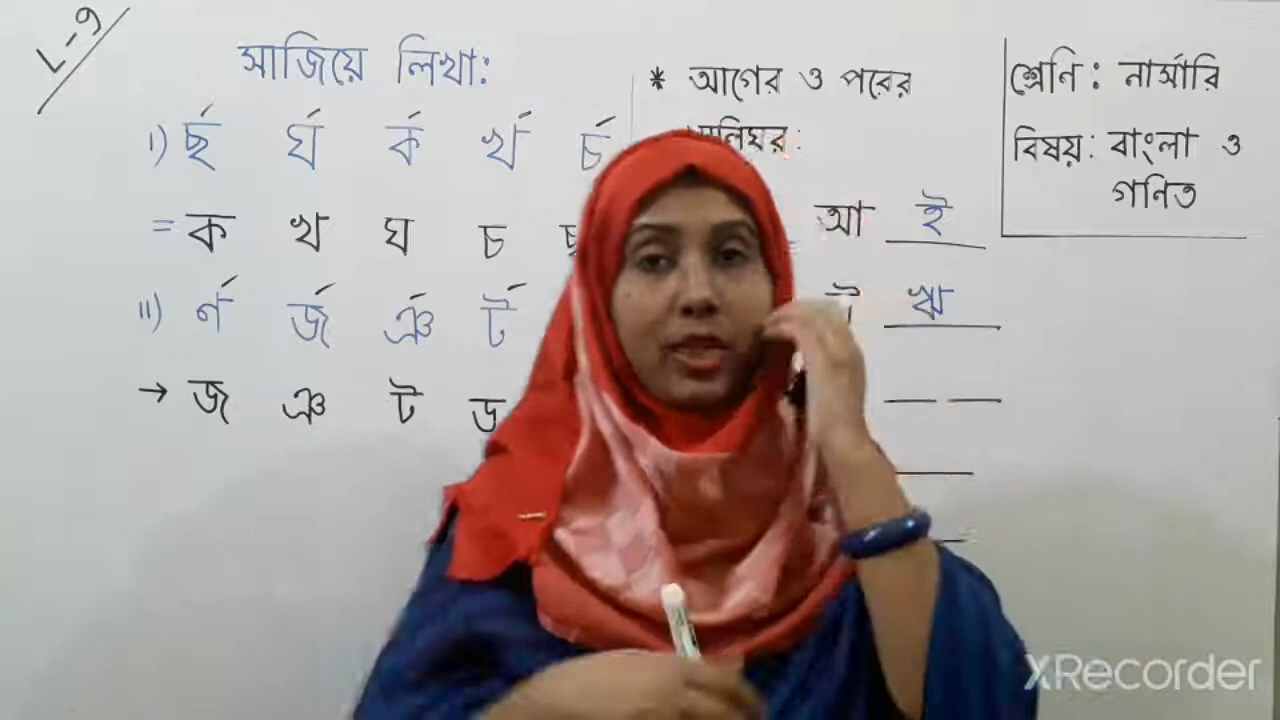 L-9
সাজিয়ে লিখা:
i) ছ ঘ ক খ চ
= ক খ ঘ চ
ii) ণ জ ঞ ট
→ জ ঞ ট ড
* আগের ও পরের
আ ই
ঋ
শ্রেণি : নার্সারি
বিষয়: বাংলা ও
গনিত
XRecorder